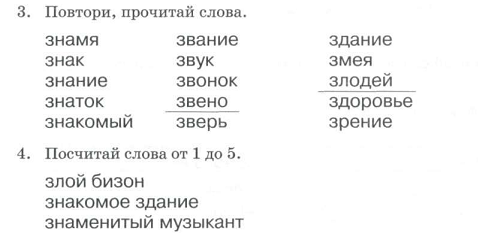 3. Повтори, прочитай слова.
знамя звание здание
знак звук змея
знание звонок злодей
знаток звено здоровье
знакомый зверь зрение
4. Посчитай слова от 1 до 5.
злой бизон
знакомое здание
знаменитый музыкант